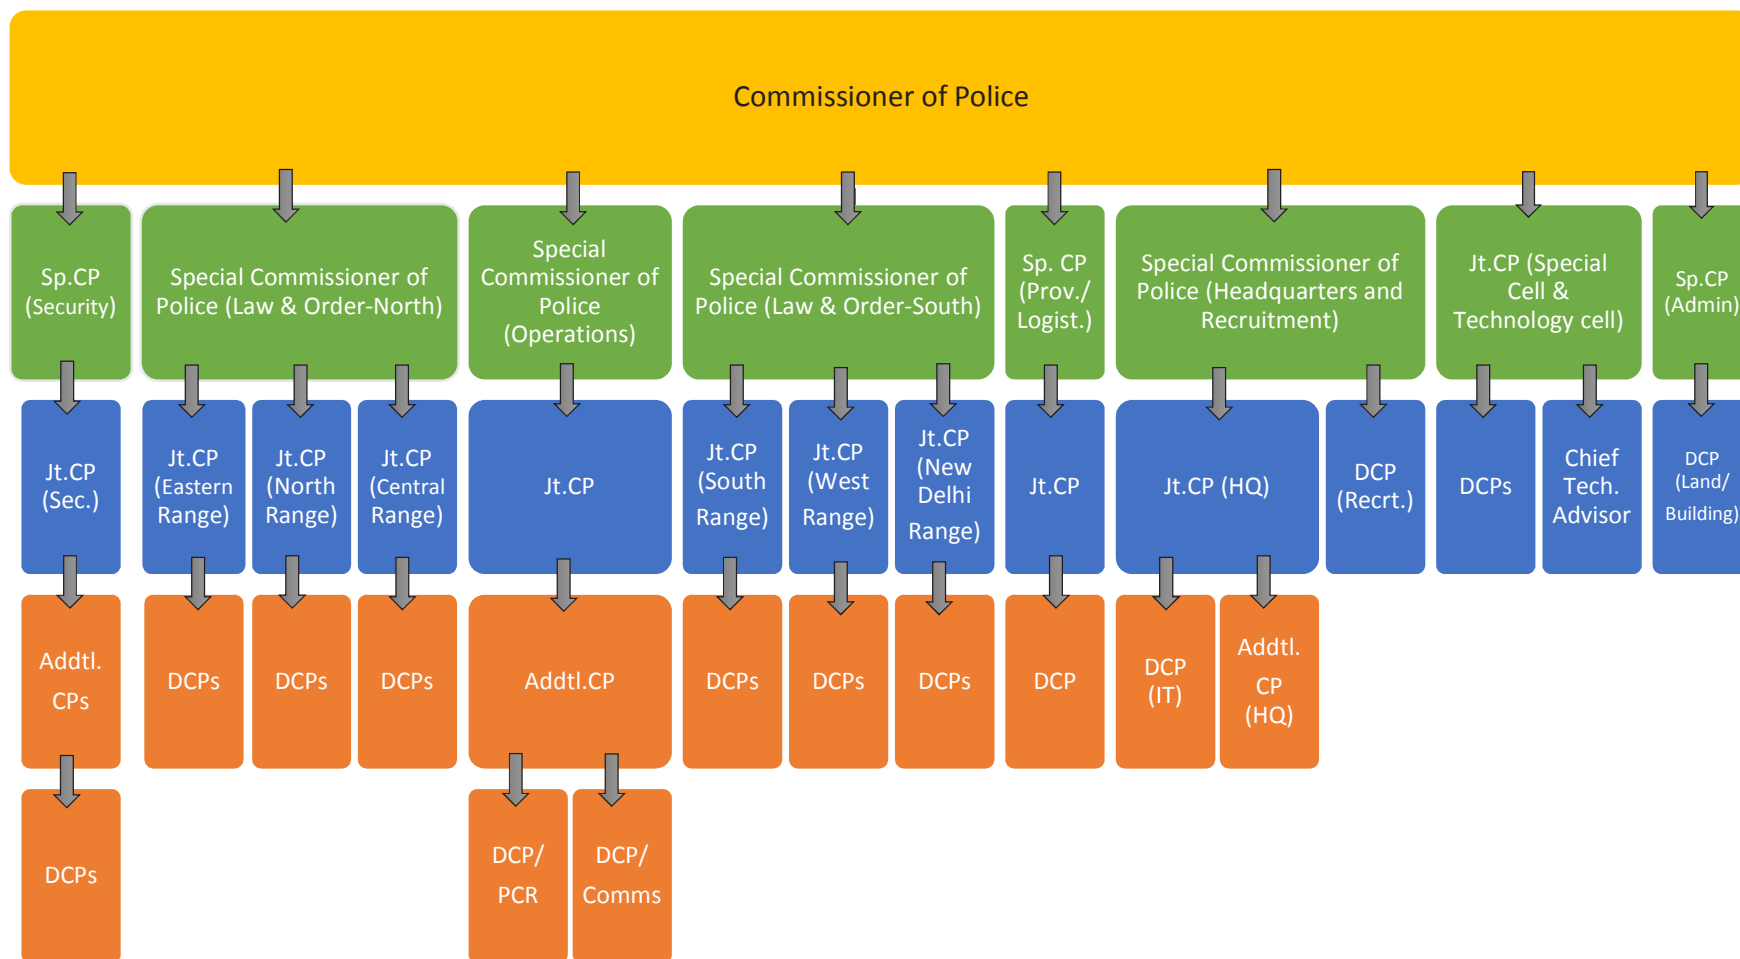 Commissioner of Police
Sp.CP
(Security)
Special Commissioner of
Police (Law & Order-North)
Special
Commissioner of
Police
(Operations)
Special Commissioner of
Police (Law & Order-South)
Sp. CP
(Prov./
Logist.)
Special Commissioner of
Police (Headquarters and
Recruitment)
Jt.CP (Special
Cell &
Technology cell)
Sp.CP
(Admin)
Jt.CP
(Sec.)
Jt.CP
(Eastern
Range)
Jt.CP
(North
Range)
Jt.CP
(Central
Range)
Jt.CP
Jt.CP
(South
Range)
Jt.CP
(West
Range)
Jt.CP
(New
Delhi
Range)
Jt.CP
Jt.CP (HQ)
DCP
(Recrt.)
DCPs
Chief
Tech.
Advisor
DCP
(Land/
Building)
Addtl.
CPs
DCPs
DCPs
DCPs
Addtl.CP
DCPs
DCPs
DCPs
DCP
DCP
(IT)
Addtl.
CP
(HQ)
DCPs
DCP/
PCR
DCP/
Comms